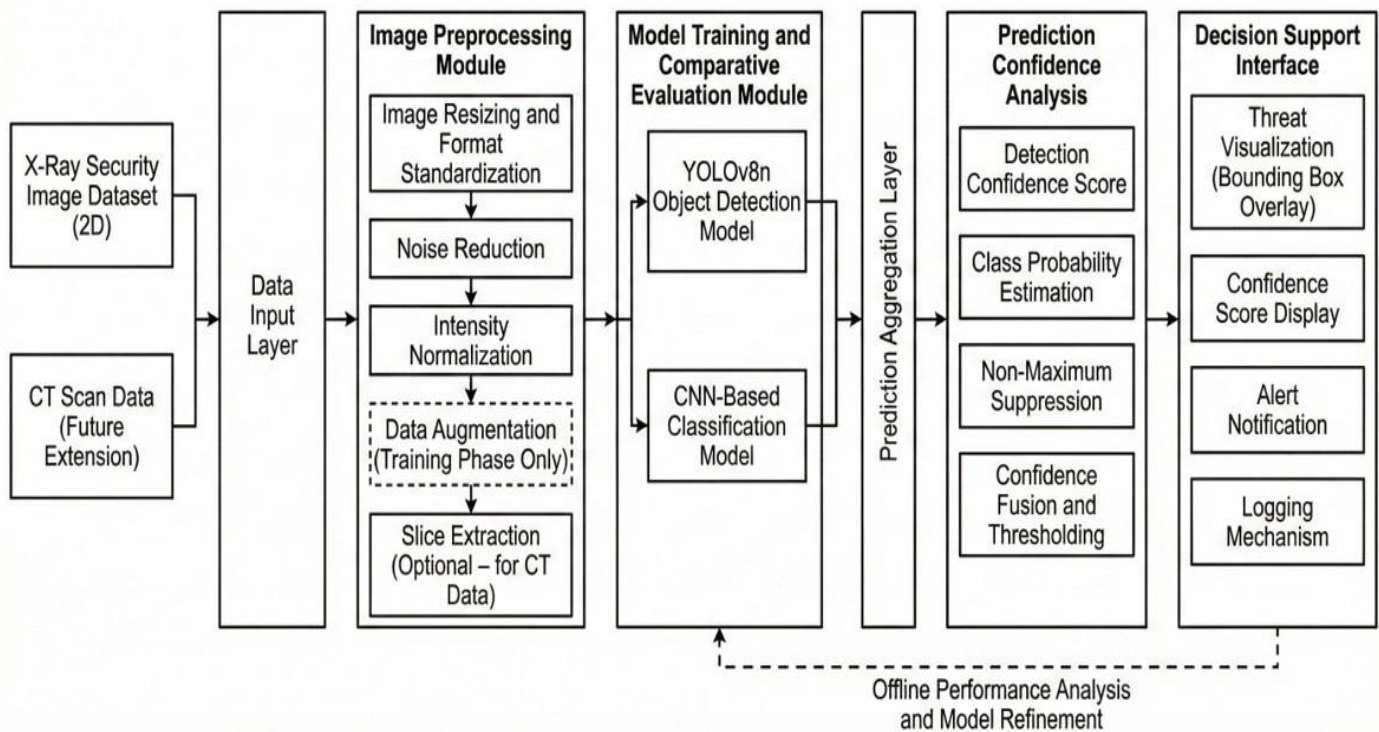 X-Ray Security
Image Dataset
(2D)
CT Scan Data
(Future
Extension)
Data
Input
Layer
Image Preprocessing
Module
Image Resizing and
Format
Standardization
Noise Reduction
Intensity
Normalization
Data Augmentation
(Training Phase Only)
Slice Extraction
(Optional – for CT
Data)
Model Training and
Comparative
Evaluation Module
YOLOv8n
Object Detection
Model
CNN-Based
Classification
Model
Prediction Aggregation Layer
Prediction
Confidence
Analysis
Detection
Confidence Score
Class Probability
Estimation
Non-Maximum
Suppression
Confidence
Fusion and
Thresholding
Decision Support
Interface
Threat
Visualization
(Bounding Box
Overlay)
Confidence
Score Display
Alert
Notification
Logging
Mechanism
Offline Performance Analysis
and Model Refinement